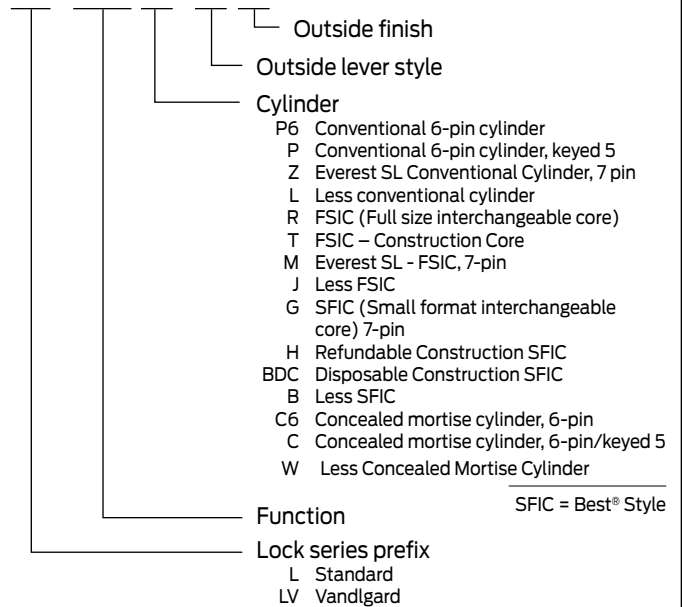 Outside finish
Outside lever style
Cylinder
P6 Conventional 6-pin cylinder
P Conventional 6-pin cylinder, keyed 5
Z Everest SL Conventional Cylinder, 7 pin
L Less conventional cylinder
R FSIC (Full size interchangeable core)
T FSIC – Construction Core
M Everest SL - FSIC, 7-pin
J Less FSIC
G SFIC (Small format interchangeable
core) 7-pin
H Refundable Construction SFIC
BDC Disposable Construction SFIC
B Less SFIC
C6 Concealed mortise cylinder, 6-pin
C Concealed mortise cylinder, 6-pin/keyed 5
W Less Concealed Mortise Cylinder
SFIC = Best® Style
Function
Lock series prefix
L Standard
LV Vandlgard